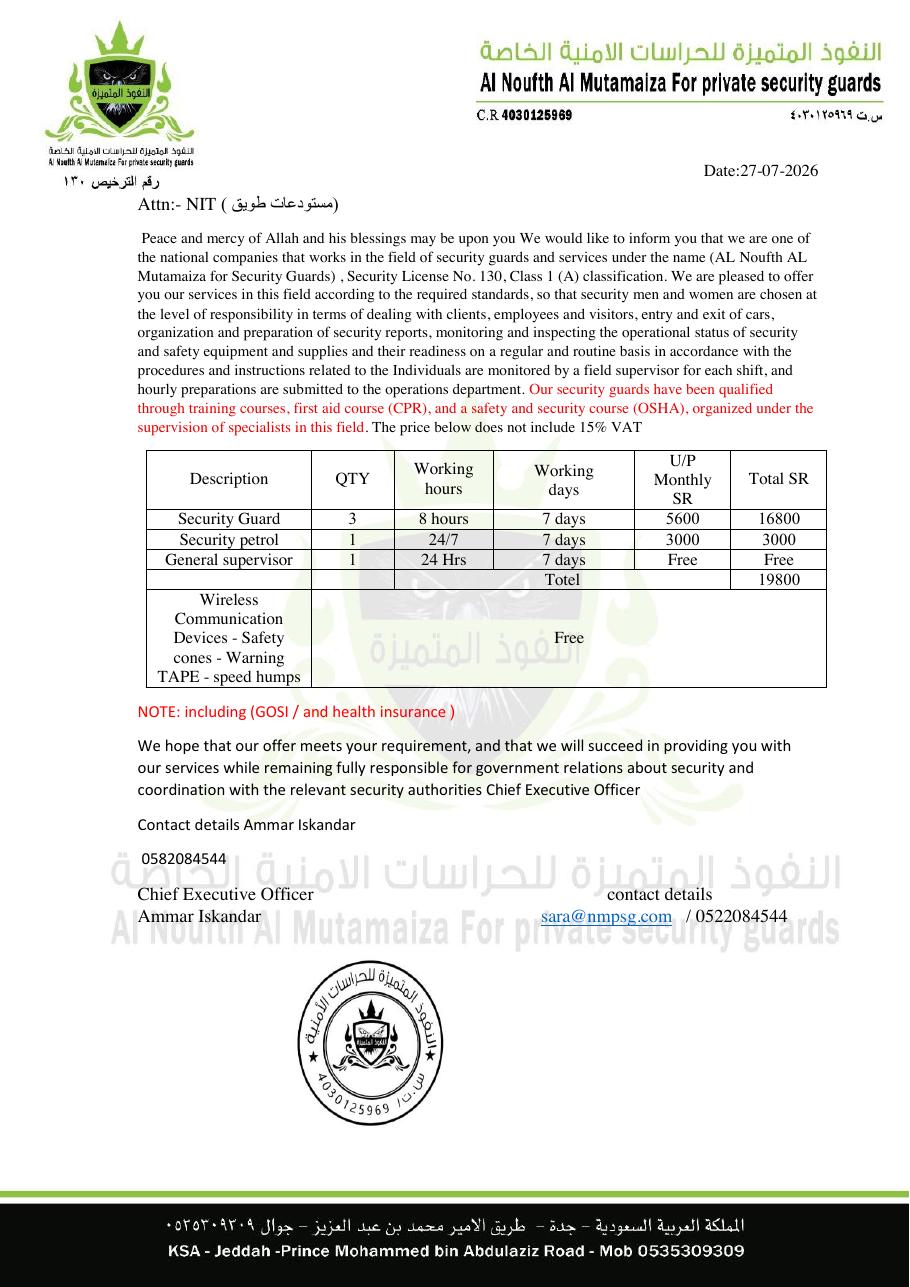 النفوذ المتميزة للحراسات الامنية الخاصة
Al Noufth Al Mutamaiza For private security guards
C.R 4030125969
س.ت ٤٠٣٠١٢٥٩٦٩
النفوذ المتميزة
النفوذ المتميزة للحراسات الامنية الخاصة
Al Noufth Al Mutamaiza For private security guards
رقم الترخيص ١٣٠
Date:27-07-2026
Attn:- NIT ( مستودعات طويق)
Peace and mercy of Allah and his blessings may be upon you We would like to inform you that we are one of
the national companies that works in the field of security guards and services under the name (AL Noufth AL
Mutamaiza for Security Guards) , Security License No. 130, Class 1 (A) classification. We are pleased to offer
you our services in this field according to the required standards, so that security men and women are chosen at
the level of responsibility in terms of dealing with clients, employees and visitors, entry and exit of cars,
organization and preparation of security reports, monitoring and inspecting the operational status of security
and safety equipment and supplies and their readiness on a regular and routine basis in accordance with the
procedures and instructions related to the Individuals are monitored by a field supervisor for each shift, and
hourly preparations are submitted to the operations department. Our security guards have been qualified
through training courses, first aid course (CPR), and a safety and security course (OSHA), organized under the
supervision of specialists in this field. The price below does not include 15% VAT
Description QTY Working hours Working days U/P Monthly SR Total SR
Security Guard 3 8 hours 7 days 5600 16800
Security petrol 1 24/7 7 days 3000 3000
General supervisor 1 24 Hrs 7 days Free Free
Totel 19800
Wireless
Communication
Devices - Safety
cones - Warning
TAPE - speed humps
Free
النفوذ المتميزة
NOTE: including (GOSI / and health insurance )
We hope that our offer meets your requirement, and that we will succeed in providing you with
our services while remaining fully responsible for government relations about security and
coordination with the relevant security authorities Chief Executive Officer
Contact details Ammar Iskandar
0582084544
النفوذ المتميزة للحراسات الامنية الخاصة
Chief Executive Officer contact details
Ammar Iskandar sara@nmpsg.com / 0522084544
Al Noufth Al Mutamaiza For private security guards
النفوذ المتميزة للحراسات الأمنية
النفوذ المتميزة
س.ت/ 4030125969
المملكة العربية السعودية - جدة - طريق الامير محمد بن عبد العزيز - جوال ٠٥٣٥٣٠٩٣٠٩
KSA - Jeddah -Prince Mohammed bin Abdulaziz Road - Mob 0535309309